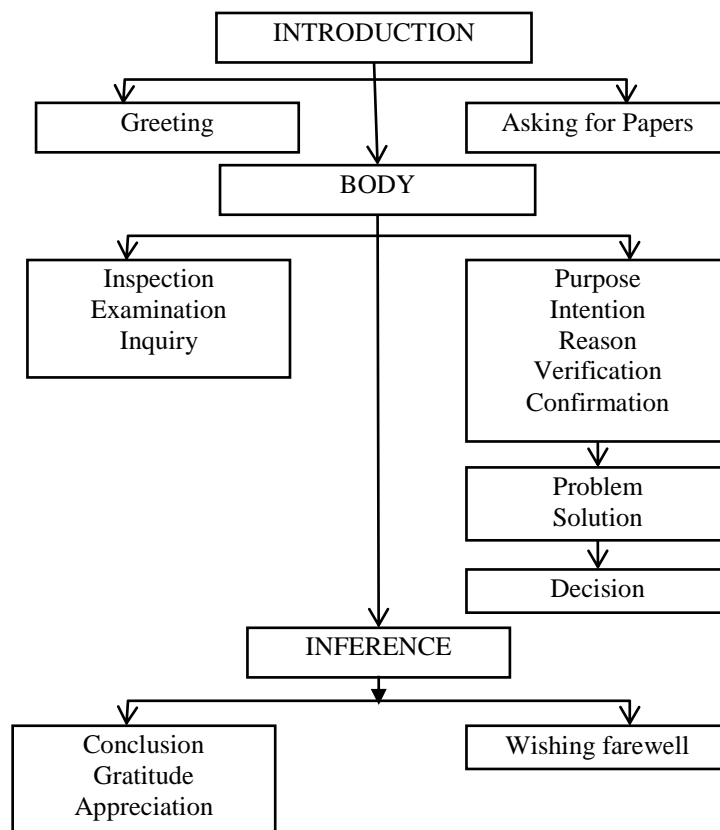 INTRODUCTION
Greeting
Asking for Papers
BODY
Inspection
Examination
Inquiry
Purpose
Intention
Reason
Verification
Confirmation
Problem
Solution
Decision
INFERENCE
Conclusion
Gratitude
Appreciation
Wishing farewell